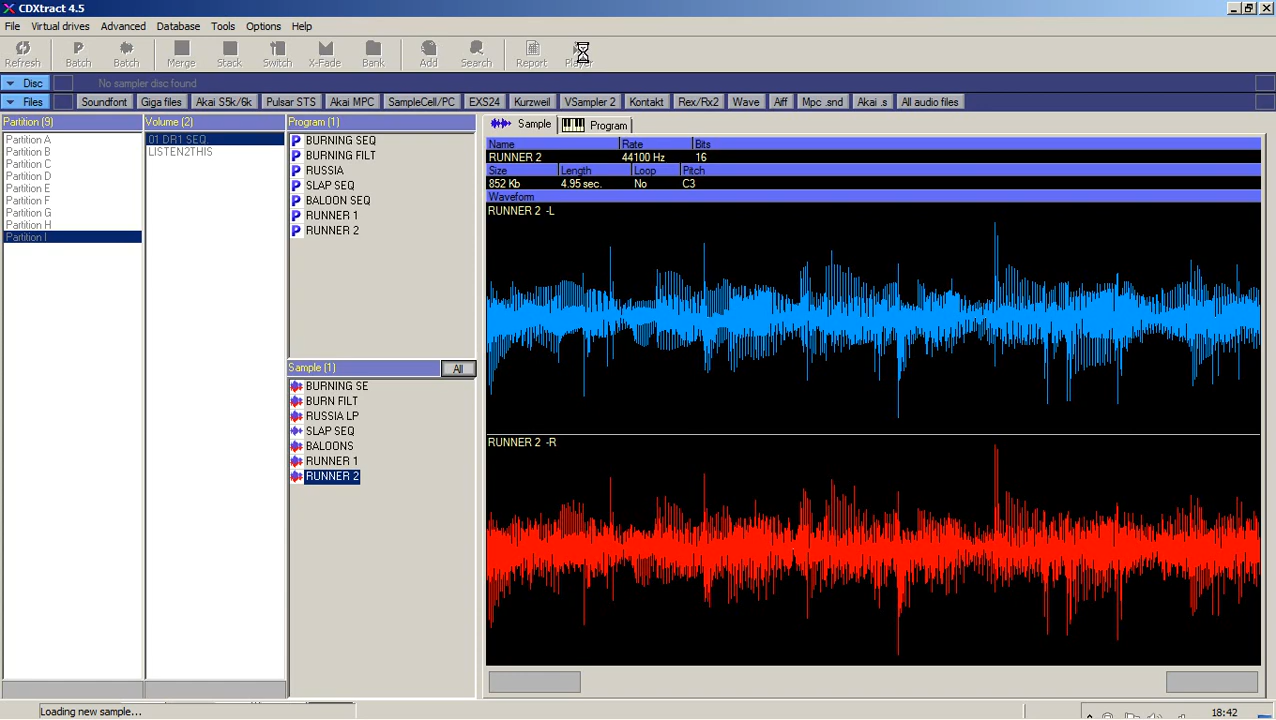 CDXtract 4.5
File Virtual drives Advanced Database Tools Options Help
Refresh Batch Batch Merge Stack Switch X-Fade Bank Add Search Report Player
Disc No sampler disc found
Files Soundfont Giga files Akai S5k/6k Pulsar STS Akai MPC SampleCell/PC EXS24 Kurzweil VSampler 2 Kontakt Rex/Rx2 Wave Aiff Mpc .snd Akai .s All audio files
Partition (9)
Partition A
Partition B
Partition C
Partition D
Partition E
Partition F
Partition G
Partition H
Partition I
Volume (2)
01 DR1 SEQ.
LISTEN2THIS
Program (1)
P BURNING SEQ
P BURNING FILT
P RUSSIA
P SLAP SEQ
P BALOON SEQ
P RUNNER 1
P RUNNER 2
Sample (1) All
BURNING SE
BURN FILT
RUSSIA LP
SLAP SEQ
BALOONS
RUNNER 1
RUNNER 2
Sample Program
Name Rate Bits
RUNNER 2 44100 Hz 16
Size Length Loop Pitch
852 Kb 4.95 sec. No C3
Waveform
RUNNER 2 -L
RUNNER 2 -R
Loading new sample...
18:42